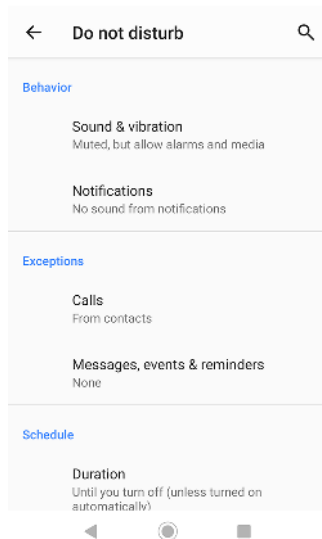 Do not disturb
Behavior
Sound & vibration
Muted, but allow alarms and media
Notifications
No sound from notifications
Exceptions
Calls
From contacts
Messages, events & reminders
None
Schedule
Duration
Until you turn off (unless turned on
automatically)